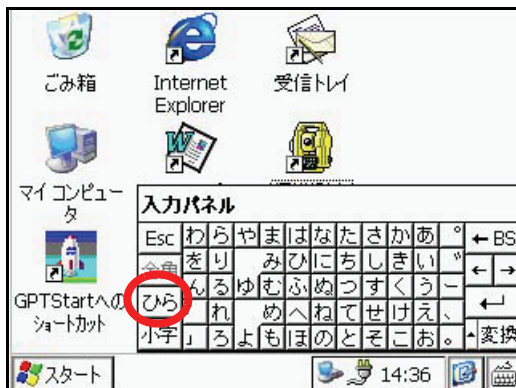 ごみ箱
Internet
Explorer
受信トレイ
マイ コンピュー
タ
GPTStartへの
ショートカット
入力パネル
Esc わ ら や ま は な た さ か あ ゜ ←BS
全角 を り み ひ に ち し き い ゛ ← →
ひら ん る ゆ む ふ ぬ つ す く う ー
れ め へ ね て せ け え 、
小字 」 ろ よ も ほ の と そ こ お 。 変換
スタート
14:36